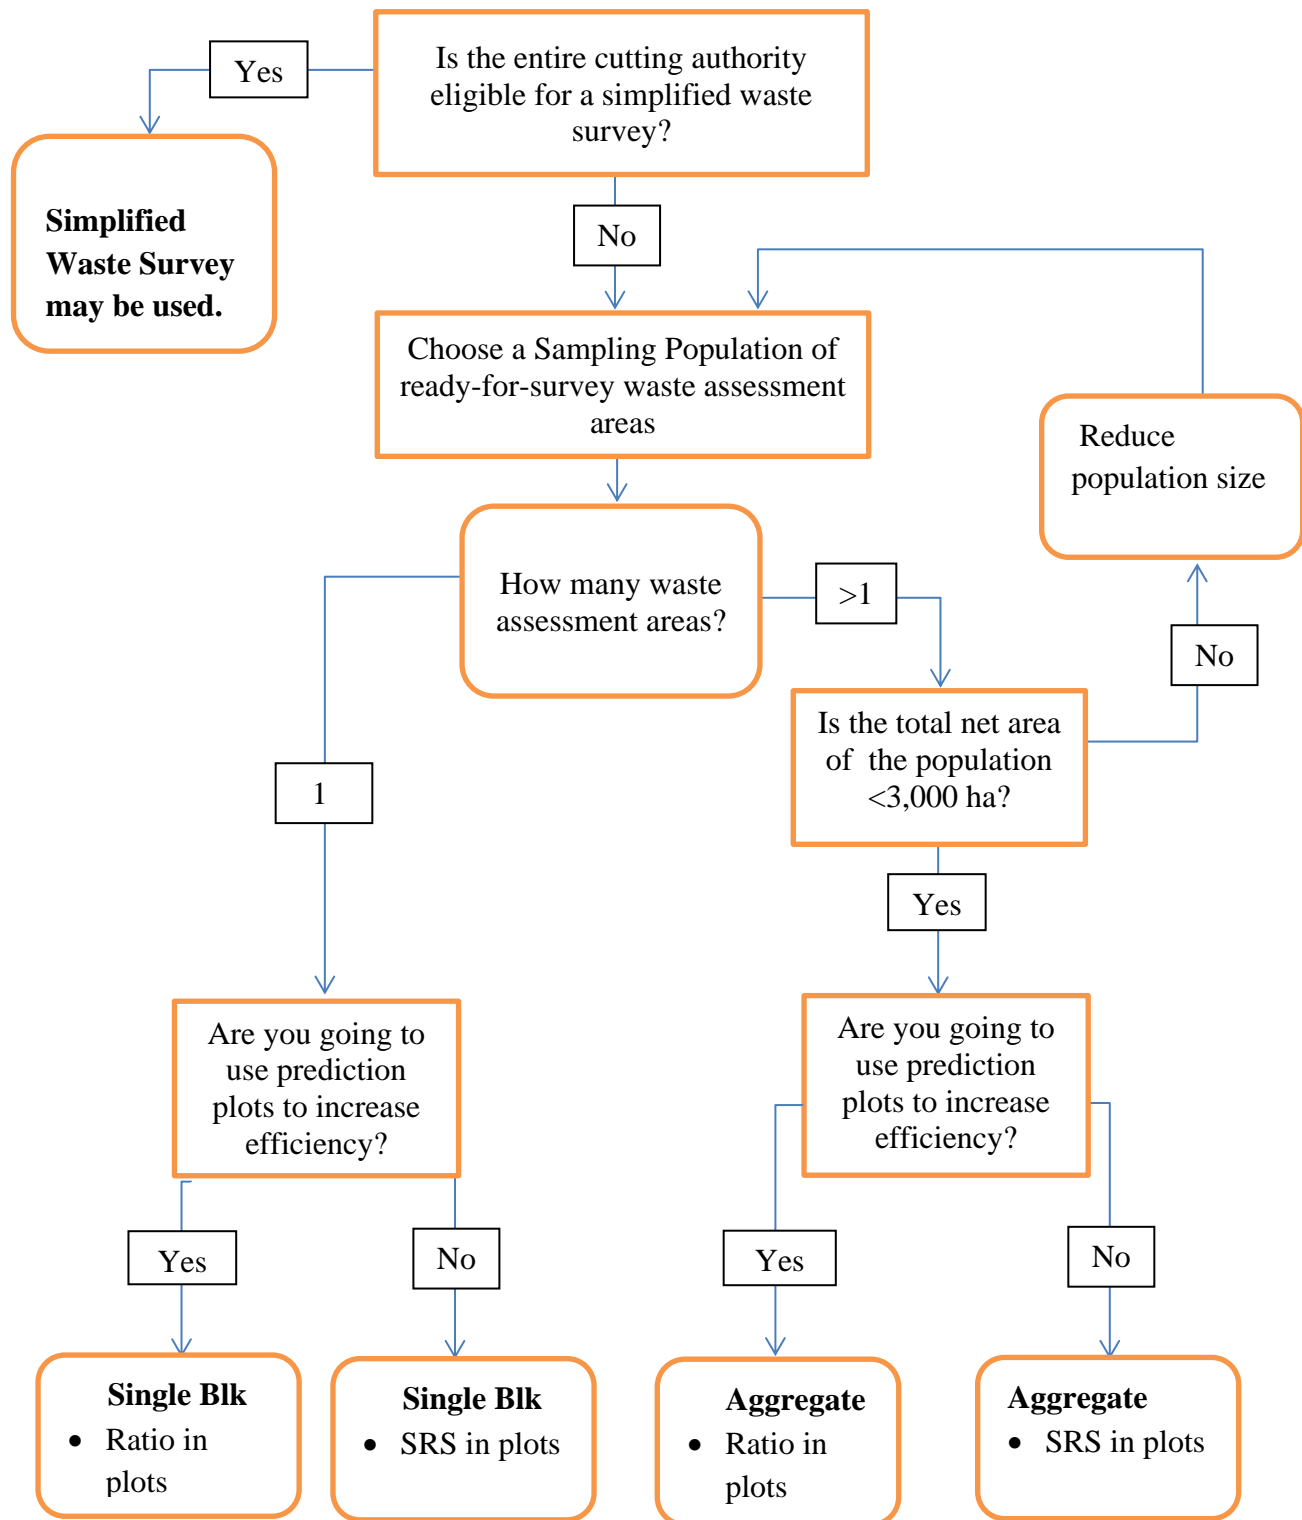 Is the entire cutting authority
eligible for a simplified waste
survey?
Yes
Simplified
Waste Survey
may be used.
No
Choose a Sampling Population of
ready-for-survey waste assessment
areas
Reduce
population size
How many waste
assessment areas?
>1
No
Is the total net area
of the population
<3,000 ha?
1
Yes
Are you going to
use prediction
plots to increase
efficiency?
Are you going to
use prediction
plots to increase
efficiency?
Yes
No
Yes
No
Single Blk
• Ratio in
plots
Single Blk
• SRS in plots
Aggregate
• Ratio in
plots
Aggregate
• SRS in plots